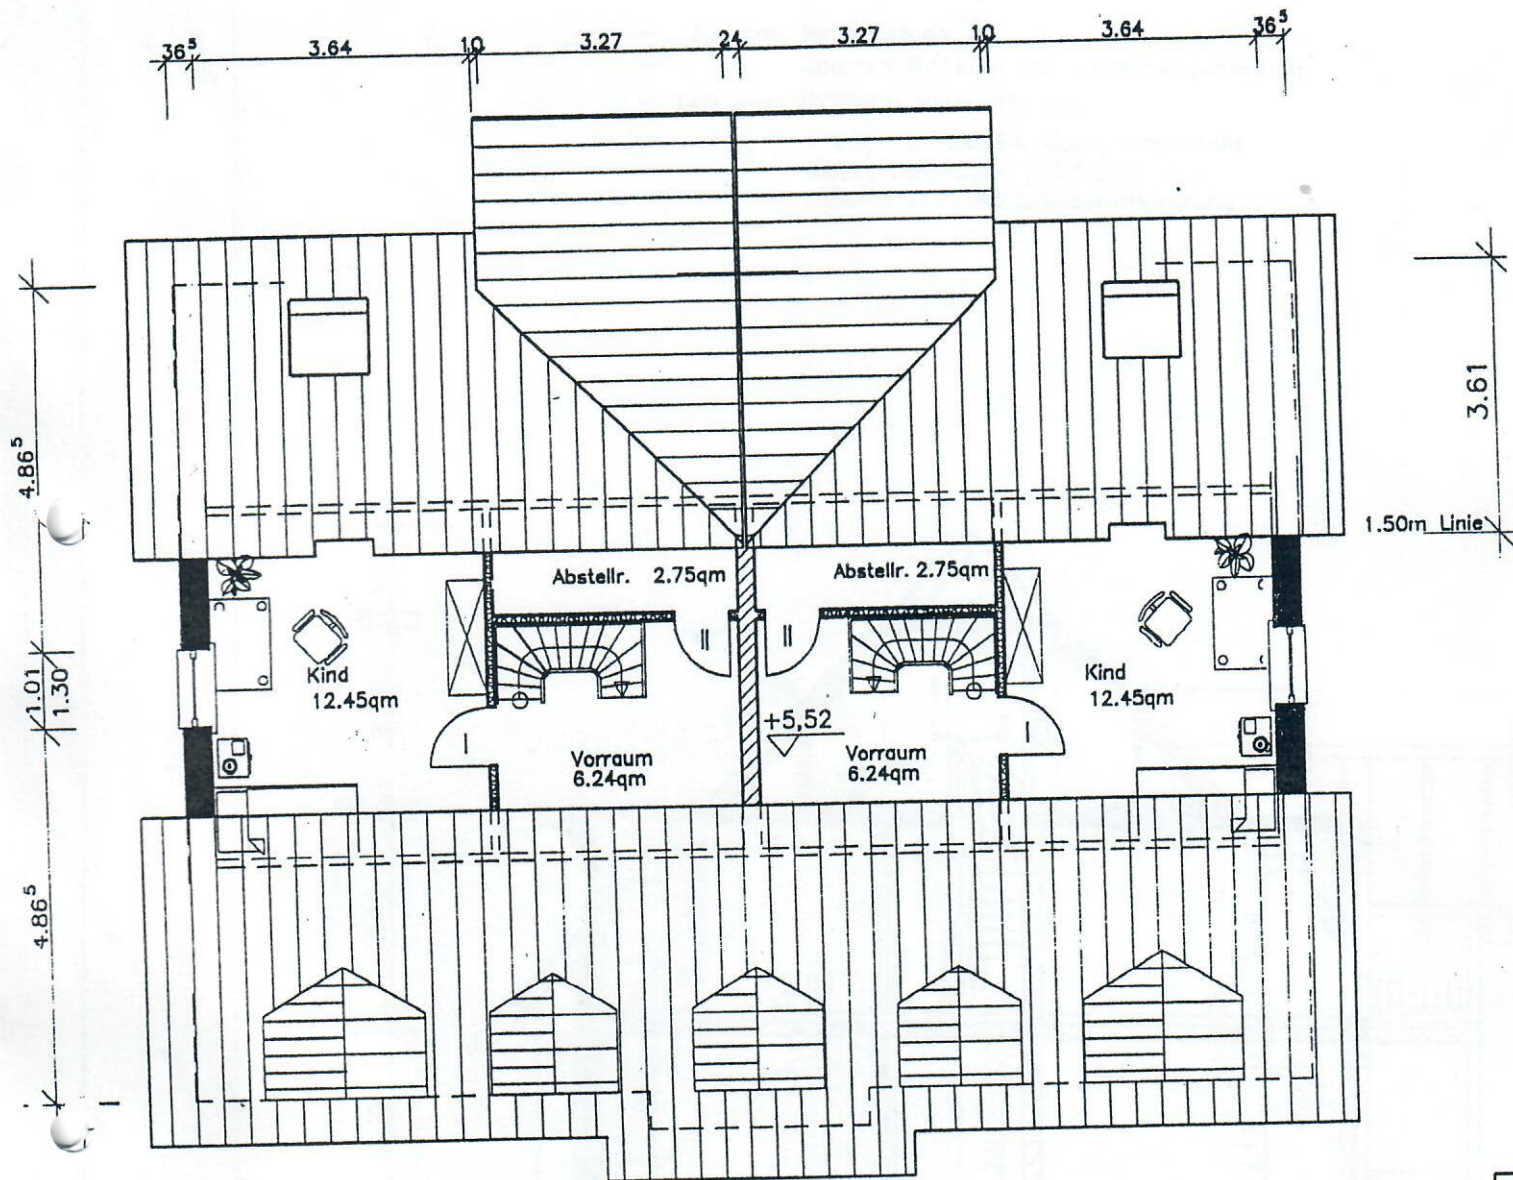 36⁵ 3.64 10 3.27 24 3.27 10 3.64 36⁵
4.86⁵
3.61
1.50m Linie
Abstellr. 2.75qm
Abstellr. 2.75qm
1.01
1.30
Kind
12.45qm
Kind
12.45qm
+5,52
Vorraum
6.24qm
Vorraum
6.24qm
4.86⁵